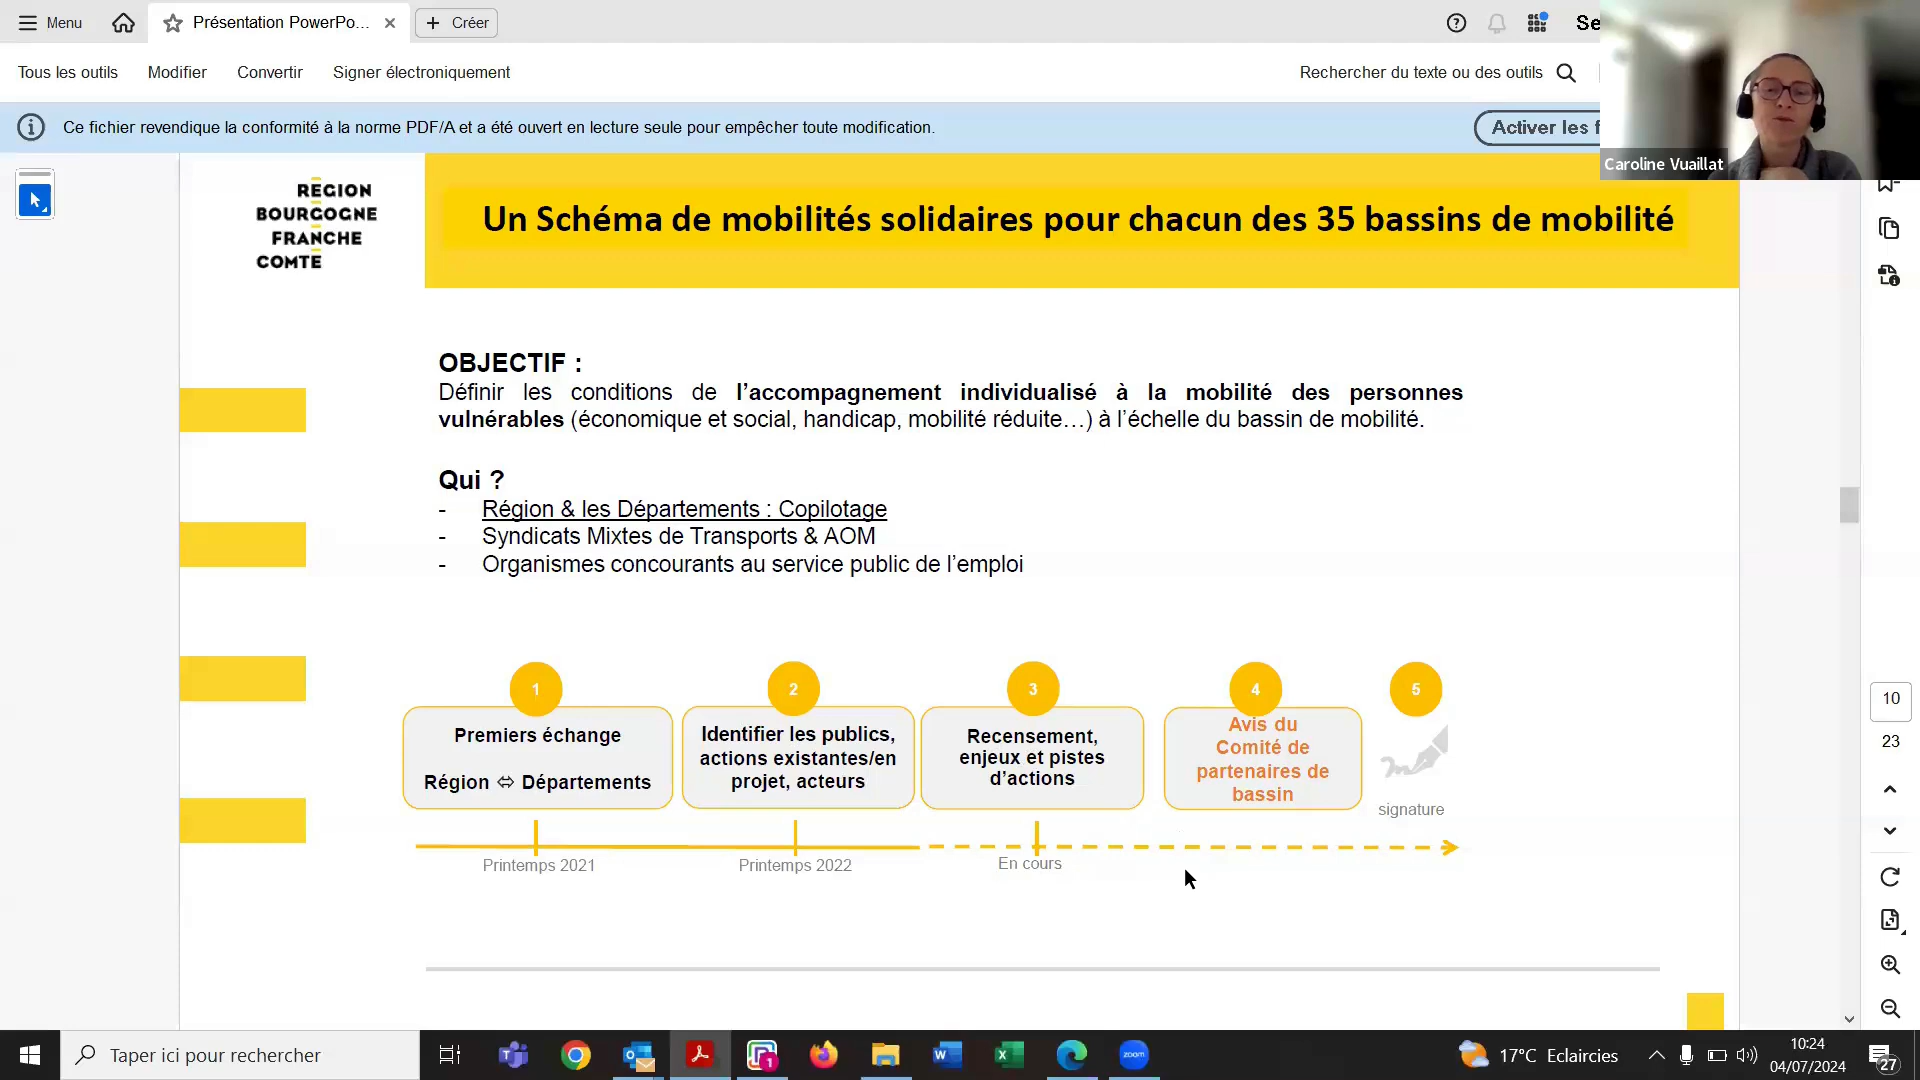 Menu
Présentation PowerPo...
Créer
Se
Tous les outils
Modifier
Convertir
Signer électroniquement
Rechercher du texte ou des outils
Ce fichier revendique la conformité à la norme PDF/A et a été ouvert en lecture seule pour empêcher toute modification.
Activer les f
Caroline Vuaillat
REGION
BOURGOGNE
FRANCHE
COMTE
Un Schéma de mobilités solidaires pour chacun des 35 bassins de mobilité
OBJECTIF :
Définir les conditions de l’accompagnement individualisé à la mobilité des personnes
vulnérables (économique et social, handicap, mobilité réduite…) à l’échelle du bassin de mobilité.
Qui ?
- Région & les Départements : Copilotage
- Syndicats Mixtes de Transports & AOM
- Organismes concourants au service public de l’emploi
1
Premiers échange
Région ⇔ Départements
2
Identifier les publics,
actions existantes/en
projet, acteurs
3
Recensement,
enjeux et pistes
d’actions
4
Avis du
Comité de
partenaires de
bassin
5
signature
Printemps 2021
Printemps 2022
En cours
10
23
Taper ici pour rechercher
1
zoom
17°C Eclaircies
10:24
04/07/2024
27